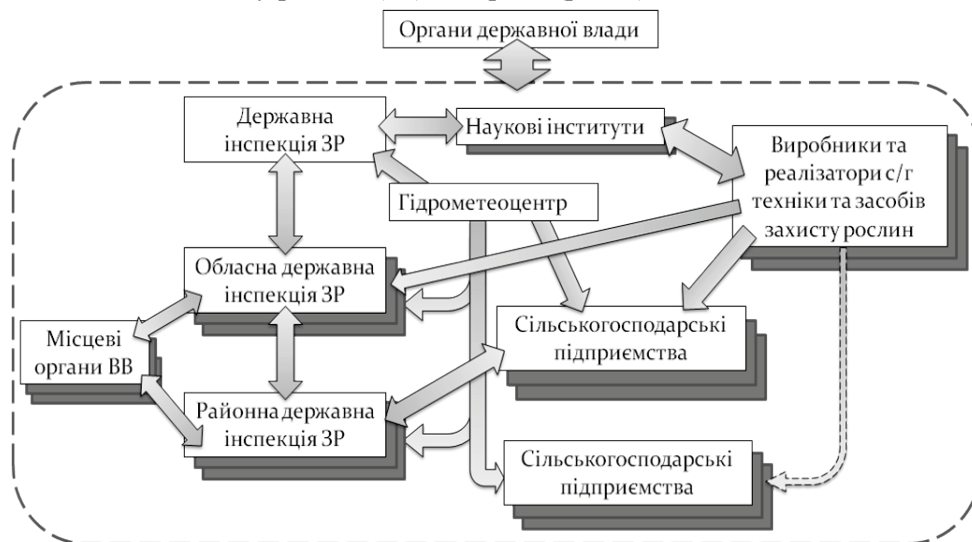 Органи державної влади
Державна
інспекція ЗР
Наукові інститути
Виробники та
реалізатори с/г
техніки та засобів
захисту рослин
Гідрометеоцентр
Обласна державна
інспекція ЗР
Місцеві
органи ВВ
Сільськогосподарські
підприємства
Районна державна
інспекція ЗР
Сільськогосподарські
підприємства